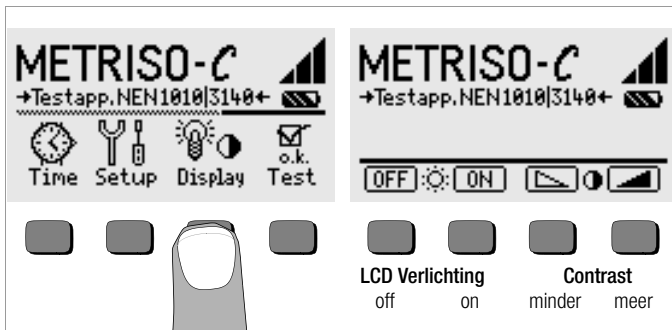 METRISO-C
→Testapp.NEN1010|3140←
Time Setup Display o.k. Test
METRISO-C
→Testapp.NEN1010|3140←
OFF ON
LCD Verlichting Contrast
off on minder meer